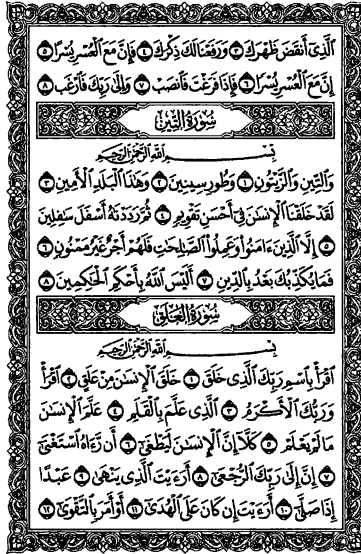 ٱلَّذِىٓ أَنقَضَ ظَهْرَكَ ٣ وَرَفَعْنَا لَكَ ذِكْرَكَ ٤ فَإِنَّ مَعَ ٱلْعُسْرِ يُسْرًا ٥
إِنَّ مَعَ ٱلْعُسْرِ يُسْرًا ٦ فَإِذَا فَرَغْتَ فَٱنصَبْ ٧ وَإِلَىٰ رَبِّكَ فَٱرْغَب ٨
سُورَةُ ٱلتِّينِ
بِسْمِ ٱللَّهِ ٱلرَّحْمَٰنِ ٱلرَّحِيمِ
وَٱلتِّينِ وَٱلزَّيْتُونِ ١ وَطُورِ سِينِينَ ٢ وَهَٰذَا ٱلْبَلَدِ ٱلْأَمِينِ ٣
لَقَدْ خَلَقْنَا ٱلْإِنسَٰنَ فِىٓ أَحْسَنِ تَقْوِيمٍ ٤ ثُمَّ رَدَدْنَٰهُ أَسْفَلَ سَٰفِلِينَ
٥ إِلَّا ٱلَّذِينَ ءَامَنُوا۟ وَعَمِلُوا۟ ٱلصَّٰلِحَٰتِ فَلَهُمْ أَجْرٌ غَيْرُ مَمْنُونٍ ٦
فَمَا يُكَذِّبُكَ بَعْدُ بِٱلدِّينِ ٧ أَلَيْسَ ٱللَّهُ بِأَحْكَمِ ٱلْحَٰكِمِينَ ٨
سُورَةُ ٱلْعَلَقِ
بِسْمِ ٱللَّهِ ٱلرَّحْمَٰنِ ٱلرَّحِيمِ
ٱقْرَأْ بِٱسْمِ رَبِّكَ ٱلَّذِى خَلَقَ ١ خَلَقَ ٱلْإِنسَٰنَ مِنْ عَلَقٍ ٢ ٱقْرَأْ
وَرَبُّكَ ٱلْأَكْرَمُ ٣ ٱلَّذِى عَلَّمَ بِٱلْقَلَمِ ٤ عَلَّمَ ٱلْإِنسَٰنَ
مَا لَمْ يَعْلَمْ ٥ كَلَّآ إِنَّ ٱلْإِنسَٰنَ لَيَطْغَىٰٓ ٦ أَن رَّءَاهُ ٱسْتَغْنَىٰٓ
٧ إِنَّ إِلَىٰ رَبِّكَ ٱلرُّجْعَىٰٓ ٨ أَرَءَيْتَ ٱلَّذِى يَنْهَىٰ ٩ عَبْدًا
إِذَا صَلَّىٰٓ ١٠ أَرَءَيْتَ إِن كَانَ عَلَى ٱلْهُدَىٰٓ ١١ أَوْ أَمَرَ بِٱلتَّقْوَىٰٓ ١٢